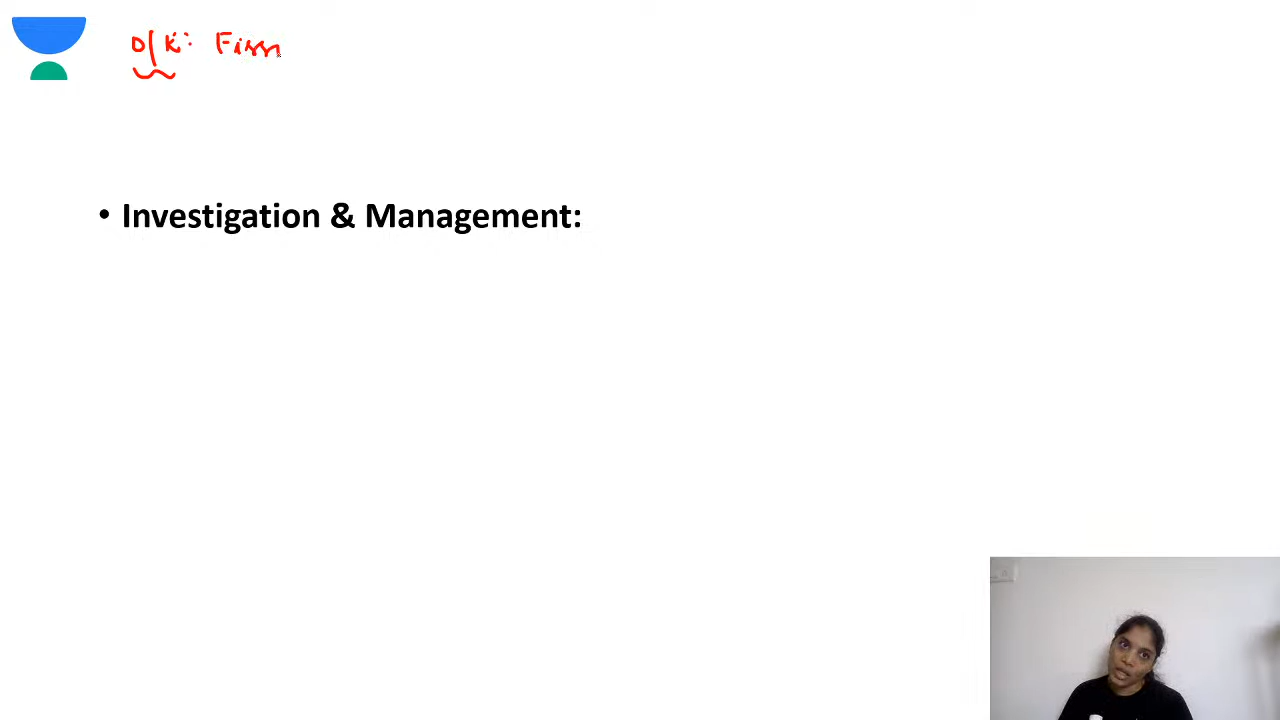 O/E: Firm
• Investigation & Management: